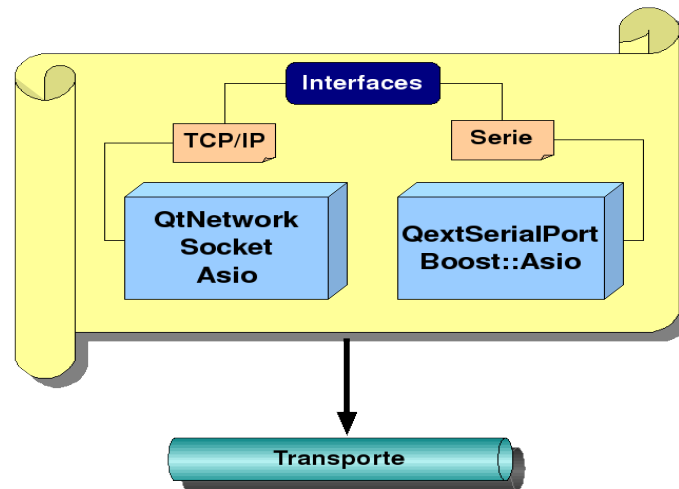 Interfaces
TCP/IP
Serie
QtNetwork
Socket
Asio
QextSerialPort
Boost::Asio
Transporte